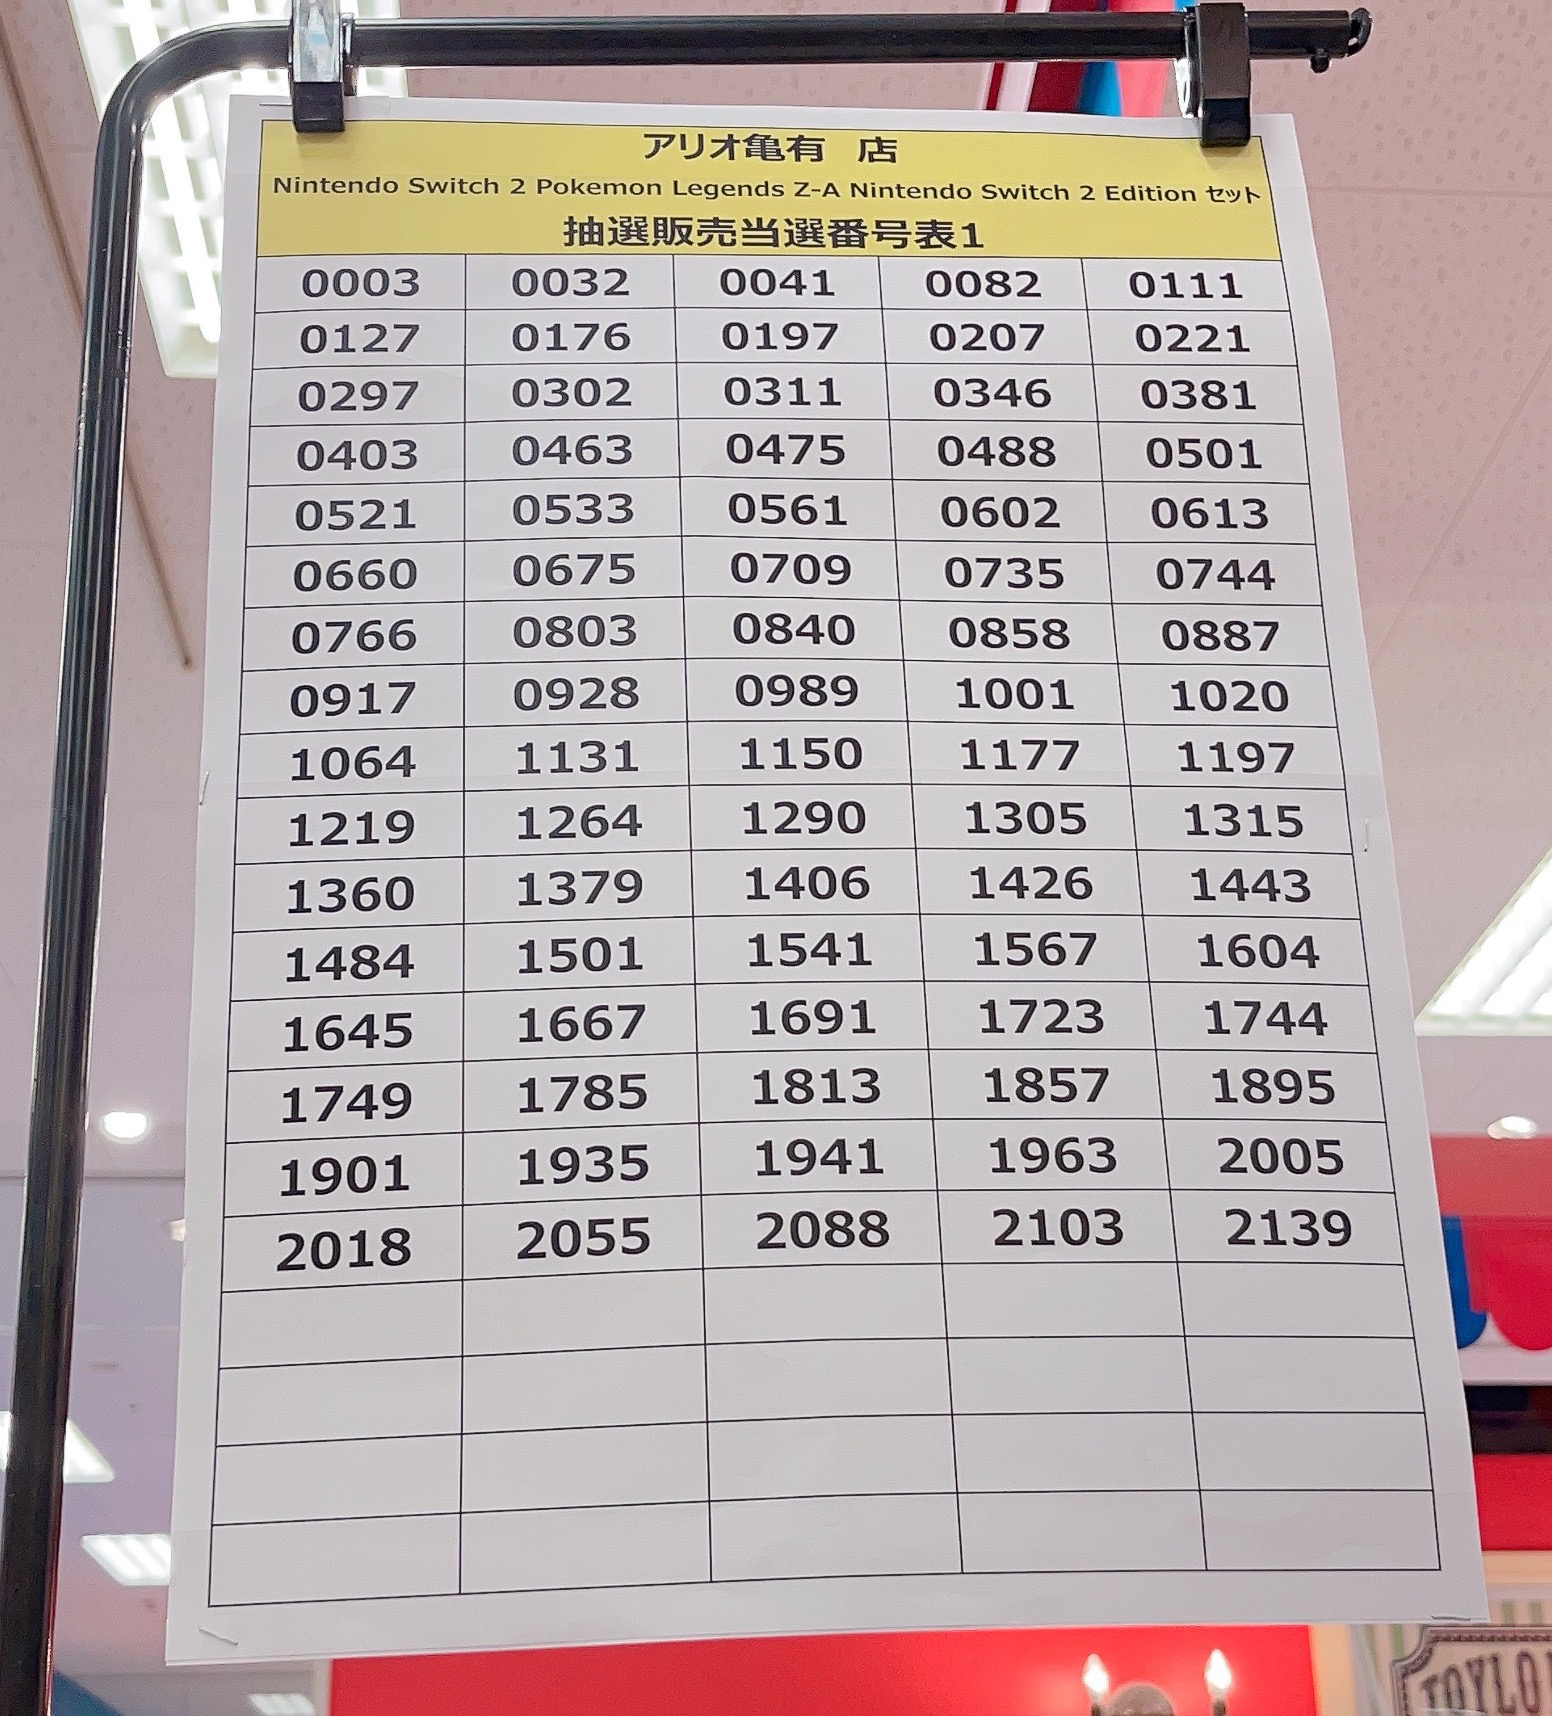 アリオ亀有 店
Nintendo Switch 2 Pokemon Legends Z-A Nintendo Switch 2 Edition セット
抽選販売当選番号表1
0003 0032 0041 0082 0111
0127 0176 0197 0207 0221
0297 0302 0311 0346 0381
0403 0463 0475 0488 0501
0521 0533 0561 0602 0613
0660 0675 0709 0735 0744
0766 0803 0840 0858 0887
0917 0928 0989 1001 1020
1064 1131 1150 1177 1197
1219 1264 1290 1305 1315
1360 1379 1406 1426 1443
1484 1501 1541 1567 1604
1645 1667 1691 1723 1744
1749 1785 1813 1857 1895
1901 1935 1941 1963 2005
2018 2055 2088 2103 2139